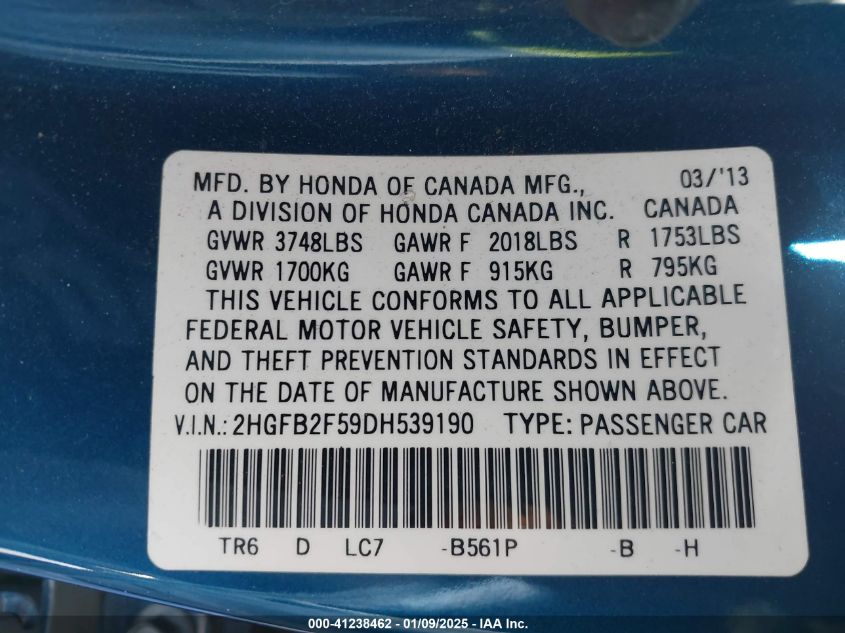 MFD. BY HONDA OF CANADA MFG., 03/'13
A DIVISION OF HONDA CANADA INC. CANADA
GVWR 3748LBS GAWR F 2018LBS R 1753LBS
GVWR 1700KG GAWR F 915KG R 795KG
THIS VEHICLE CONFORMS TO ALL APPLICABLE
FEDERAL MOTOR VEHICLE SAFETY, BUMPER,
AND THEFT PREVENTION STANDARDS IN EFFECT
ON THE DATE OF MANUFACTURE SHOWN ABOVE.
V.I.N.: 2HGFB2F59DH539190 TYPE: PASSENGER CAR
TR6 D LC7 -B561P -B -H
000-41238462 - 01/09/2025 - IAA Inc.